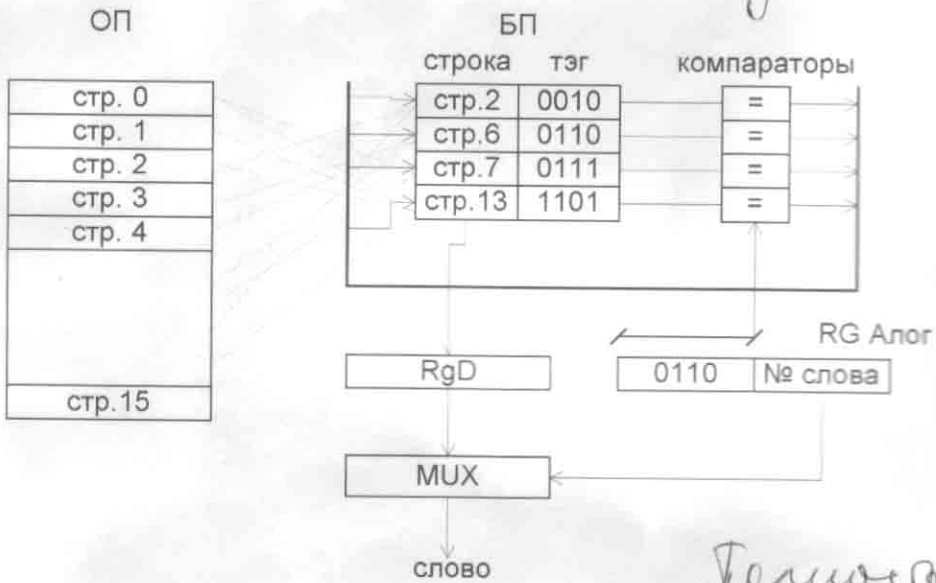 ОП
БП
строка тэг компараторы
стр. 0
стр. 1
стр. 2
стр. 3
стр. 4
стр.15
стр.2 0010 =
стр.6 0110 =
стр.7 0111 =
стр.13 1101 =
RG Алог
RgD
0110 № слова
MUX
слово